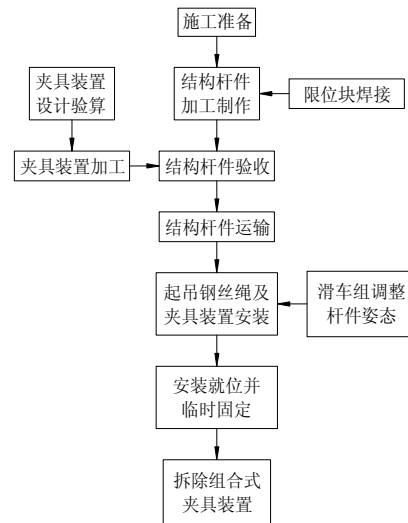 施工准备
夹具装置
设计验算
结构杆件
加工制作
限位块焊接
夹具装置加工
结构杆件验收
结构杆件运输
起吊钢丝绳及
夹具装置安装
滑车组调整
杆件姿态
安装就位并
临时固定
拆除组合式
夹具装置